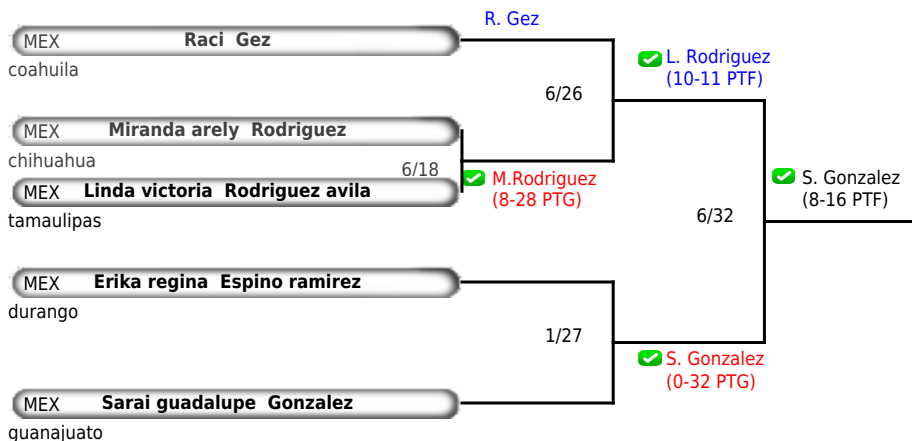 R. Gez
MEX Raci Gez
coahuila
L. Rodriguez
(10-11 PTF)
6/26
MEX Miranda arely Rodriguez
chihuahua
6/18
M.Rodriguez
(8-28 PTG)
MEX Linda victoria Rodriguez avila
tamaulipas
S. Gonzalez
(8-16 PTF)
6/32
MEX Erika regina Espino ramirez
durango
1/27
S. Gonzalez
(0-32 PTG)
MEX Sarai guadalupe Gonzalez
guanajuato